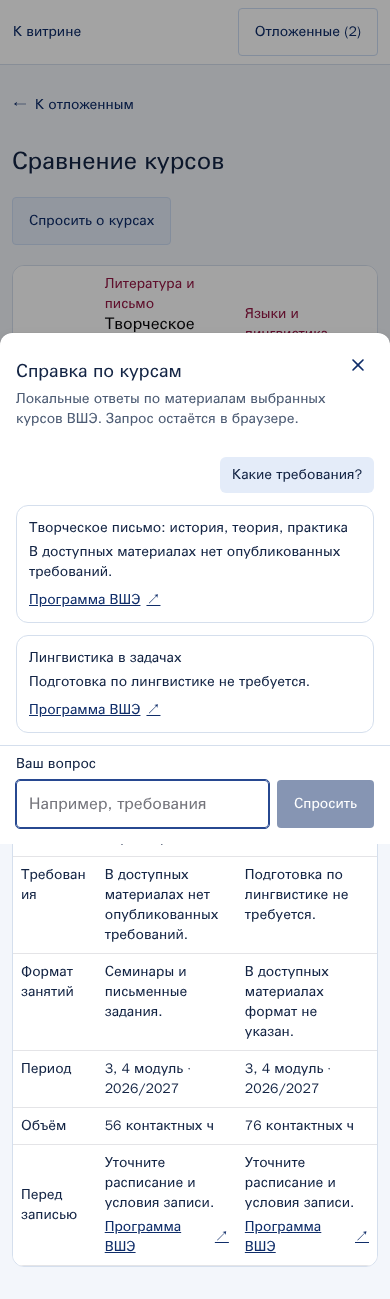 К витрине
Отложенные (2)
← К отложенным
Сравнение курсов
Спросить о курсах
Литература и
письмо
Творческое
Языки и
Справка по курсам
Локальные ответы по материалам выбранных
курсов ВШЭ. Запрос остаётся в браузере.
Какие требования?
Творческое письмо: история, теория, практика
В доступных материалах нет опубликованных
требований.
Программа ВШЭ ↗
Лингвистика в задачах
Подготовка по лингвистике не требуется.
Программа ВШЭ ↗
Ваш вопрос
Например, требования
Спросить
Требован
ия
В доступных
материалах нет
опубликованных
требований.
Подготовка по
лингвистике не
требуется.
Формат
занятий
Семинары и
письменные
задания.
В доступных
материалах
формат не
указан.
Период
3, 4 модуль ·
2026/2027
3, 4 модуль ·
2026/2027
Объём
56 контактных ч
76 контактных ч
Перед
записью
Уточните
расписание и
условия записи.
Программа
ВШЭ ↗
Уточните
расписание и
условия записи.
Программа
ВШЭ ↗